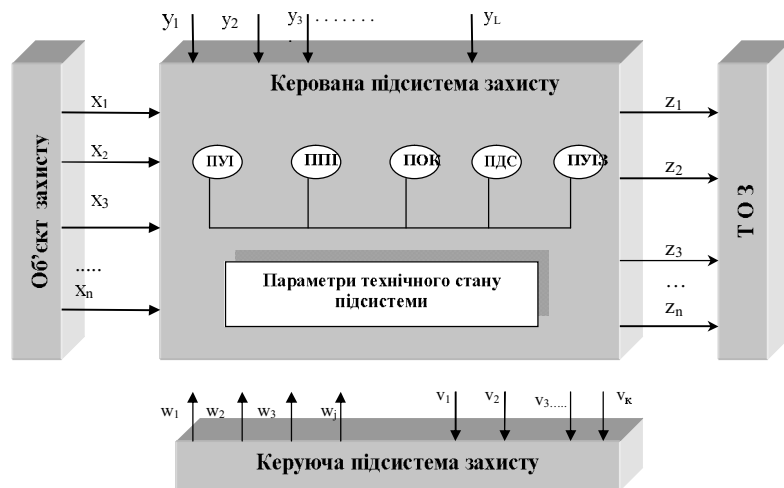 y1 y2 y3 ....... yL
.
Керована підсистема захисту
Об'єкт захисту
x1
x2
x3
.....
xn
ПУІ ППІ ПОК ПДС ПУІЗ
Параметри технічного стану
підсистеми
z1
z2
z3
...
zn
Т О З
w1 w2 w3 wj v1 v2 v3..... vк
Керуюча підсистема захисту